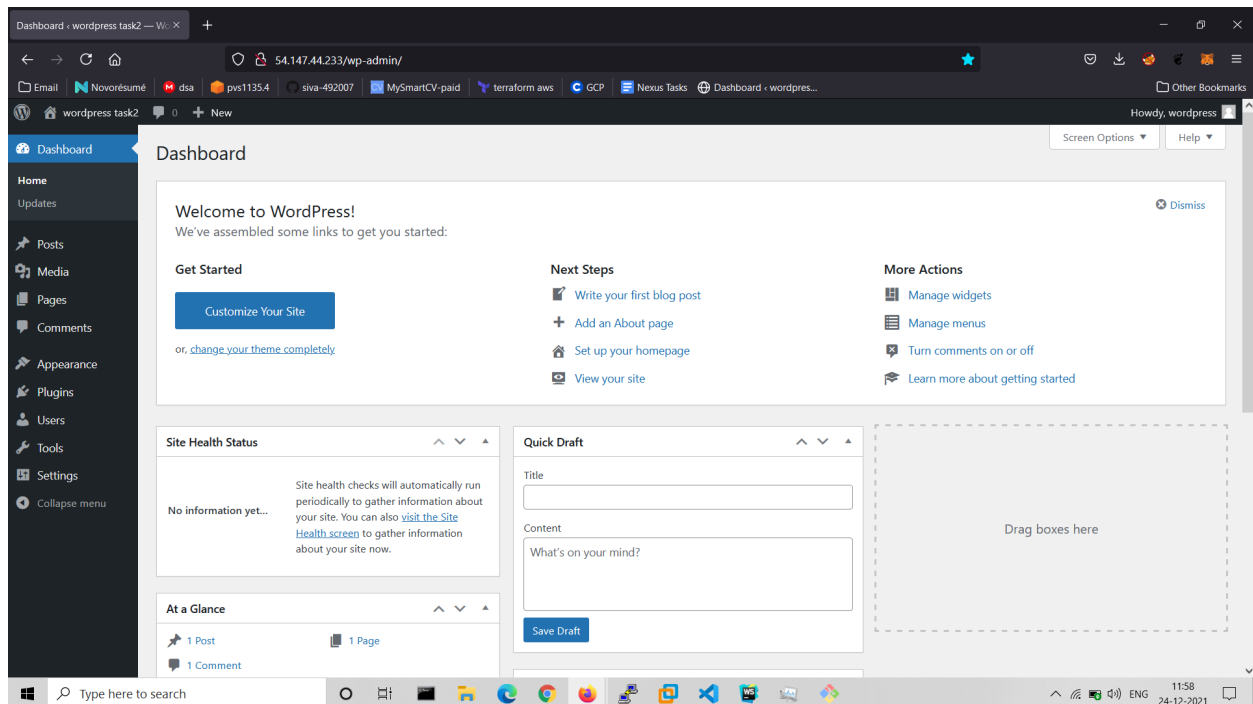 Dashboard ‹ wordpress task2 — Wo
54.147.44.233/wp-admin/
Email Novorésumé dsa pvs1135.4 siva-492007 MySmartCV-paid terraform aws GCP Nexus Tasks Dashboard ‹ wordpres... Other Bookmarks
wordpress task2 0 + New Howdy, wordpress
Screen Options ▼ Help ▼
Dashboard
Home
Updates
Posts
Media
Pages
Comments
Appearance
Plugins
Users
Tools
Settings
Collapse menu
Dashboard
Welcome to WordPress! Dismiss
We've assembled some links to get you started:
Get Started
Customize Your Site
or, change your theme completely
Next Steps
Write your first blog post
Add an About page
Set up your homepage
View your site
More Actions
Manage widgets
Manage menus
Turn comments on or off
Learn more about getting started
Site Health Status
No information yet...
Site health checks will automatically run
periodically to gather information about
your site. You can also visit the Site
Health screen to gather information
about your site now.
At a Glance
1 Post 1 Page
1 Comment
Quick Draft
Title
Content
What's on your mind?
Save Draft
Drag boxes here
Type here to search
ENG
11:58
24-12-2021